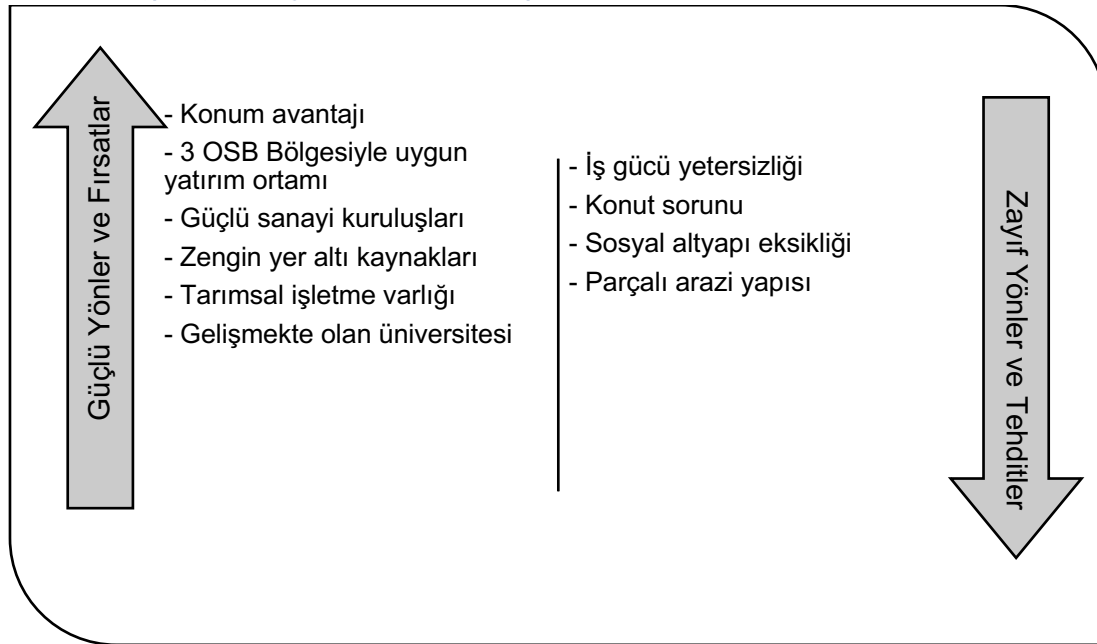 Güçlü Yönler ve Fırsatlar
- Konum avantajı
- 3 OSB Bölgesiyle uygun
yatırım ortamı
- Güçlü sanayi kuruluşları
- Zengin yer altı kaynakları
- Tarımsal işletme varlığı
- Gelişmekte olan üniversitesi
- İş gücü yetersizliği
- Konut sorunu
- Sosyal altyapı eksikliği
- Parçalı arazi yapısı
Zayıf Yönler ve Tehditler